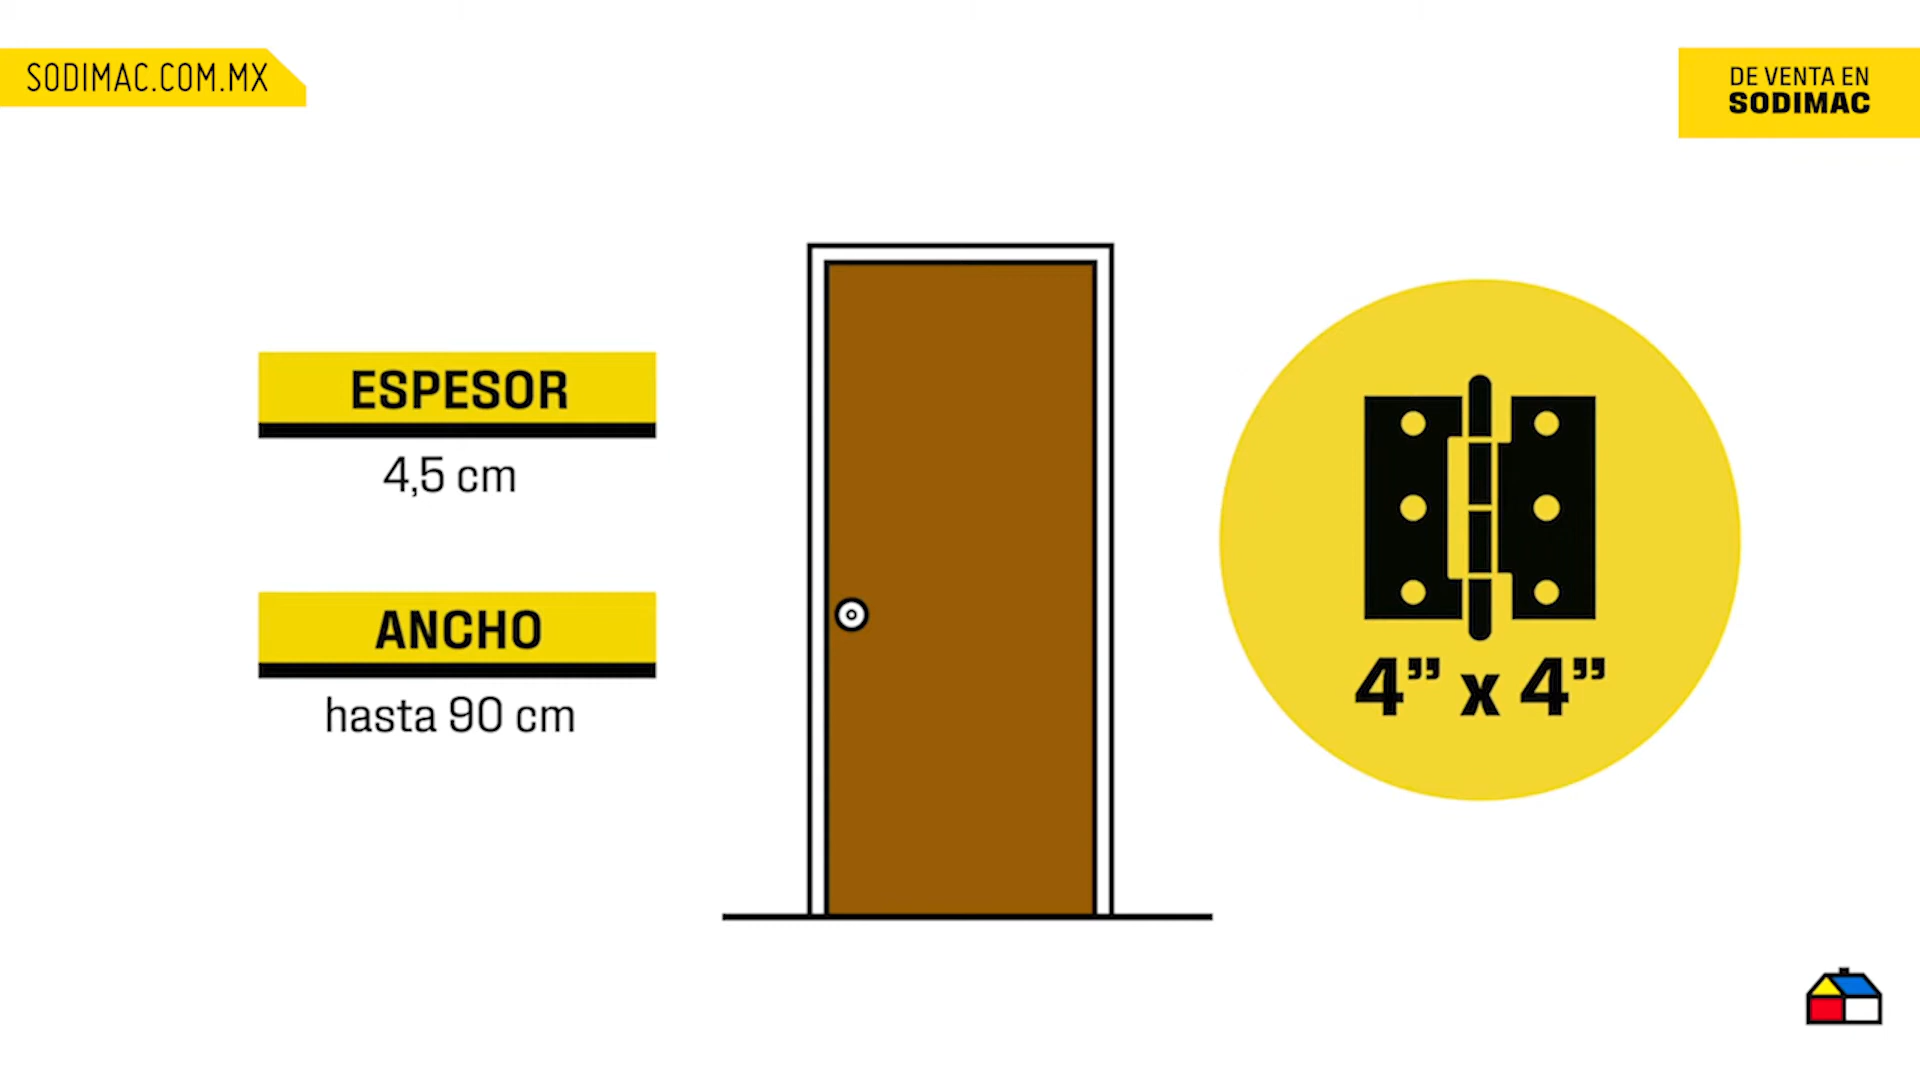 SODIMAC.COM.MX
DE VENTA EN
SODIMAC
ESPESOR
4,5 cm
ANCHO
hasta 90 cm
4” x 4”